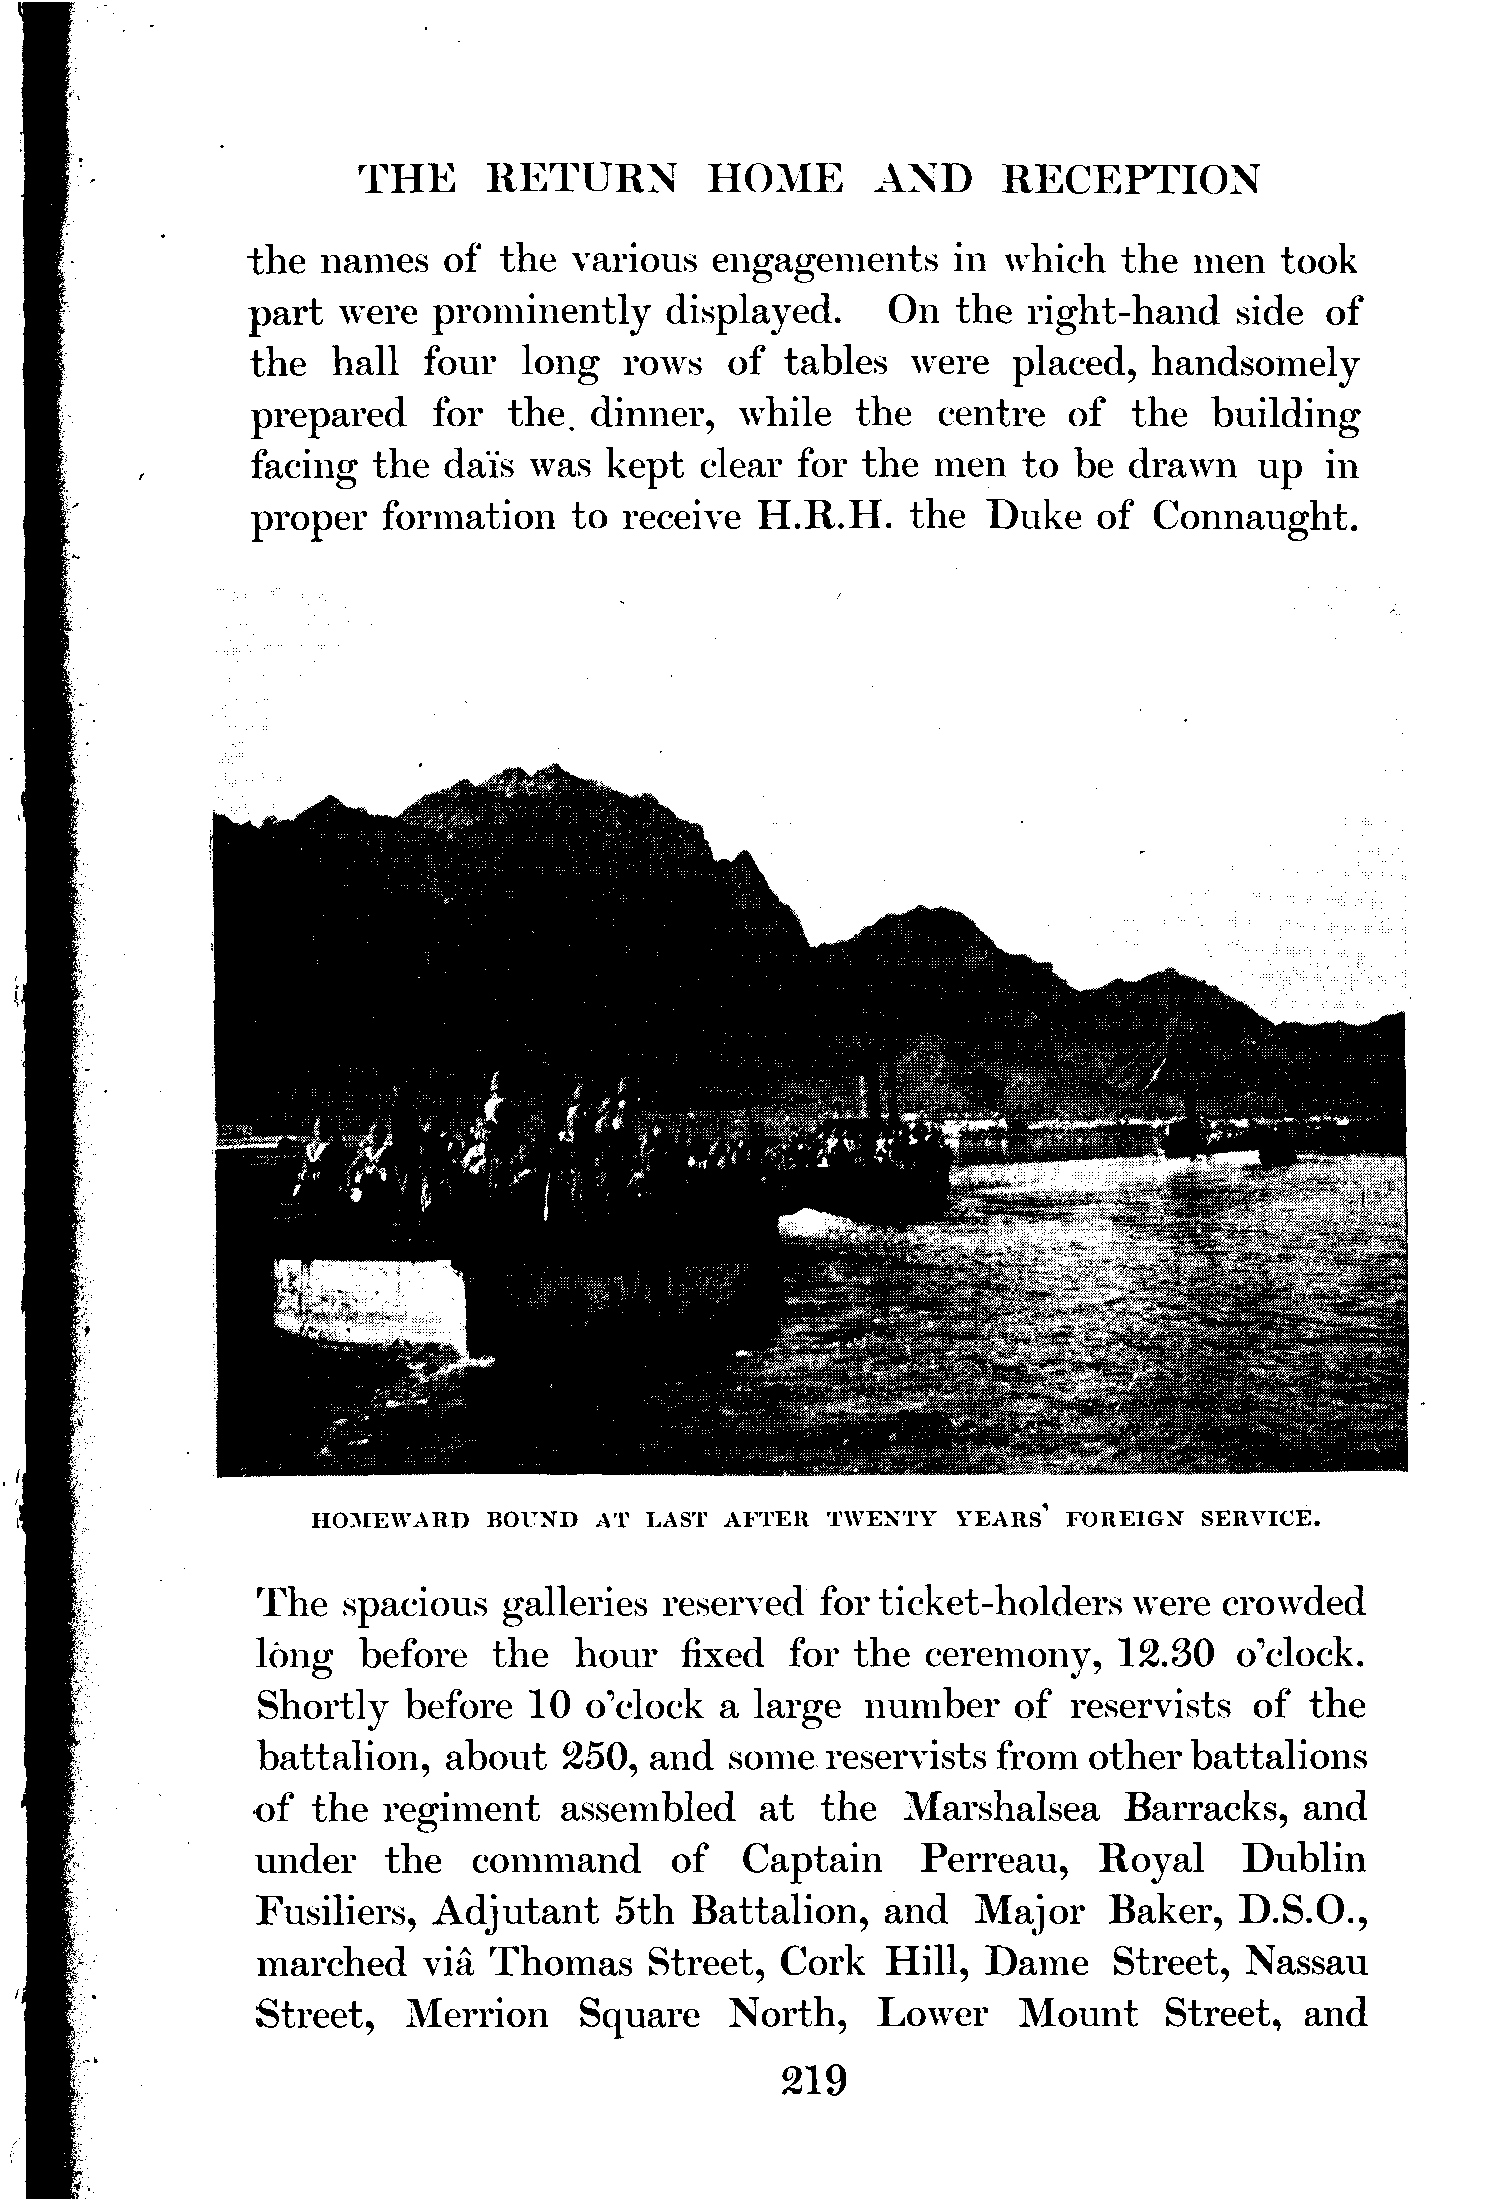 THE RETURN HOME AND RECEPTION
the names of the various engagements in which the men took
part were prominently displayed. On the right-hand side of
the hall four long rows of tables were placed, handsomely
prepared for the. dinner, while the centre of the building
facing the daïs was kept clear for the men to be drawn up in
proper formation to receive H.R.H. the Duke of Connaught.
HOMEWARD BOUND AT LAST AFTER TWENTY YEARS' FOREIGN SERVICE.
The spacious galleries reserved for ticket-holders were crowded
long before the hour fixed for the ceremony, 12.30 o'clock.
Shortly before 10 o'clock a large number of reservists of the
battalion, about 250, and some reservists from other battalions
of the regiment assembled at the Marshalsea Barracks, and
under the command of Captain Perreau, Royal Dublin
Fusiliers, Adjutant 5th Battalion, and Major Baker, D.S.O.,
marched viâ Thomas Street, Cork Hill, Dame Street, Nassau
Street, Merrion Square North, Lower Mount Street, and
219